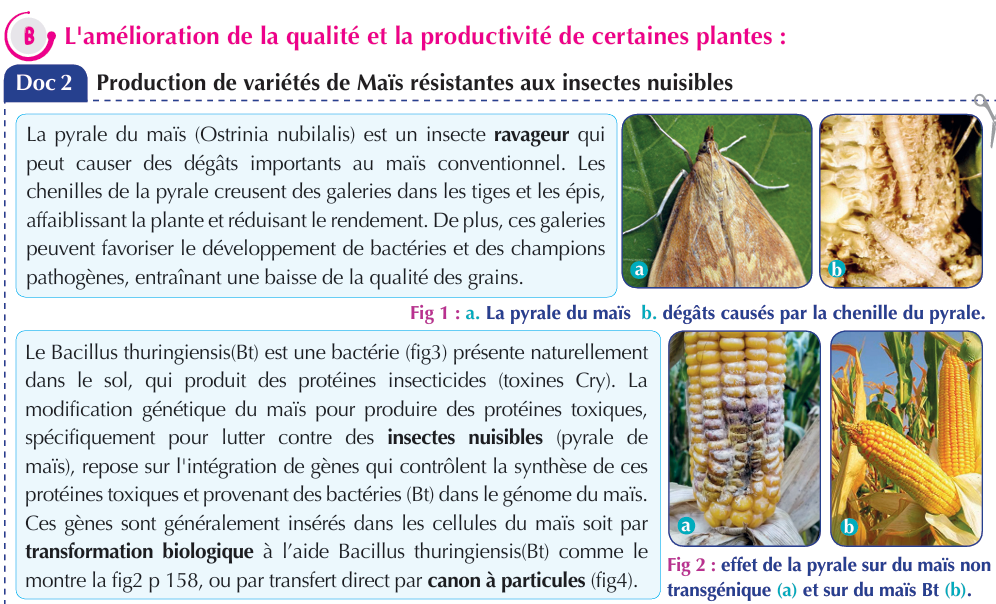 B L'amélioration de la qualité et la productivité de certaines plantes :
Doc 2 Production de variétés de Maïs résistantes aux insectes nuisibles
La pyrale du maïs (Ostrinia nubilalis) est un insecte ravageur qui
peut causer des dégâts importants au maïs conventionnel. Les
chenilles de la pyrale creusent des galeries dans les tiges et les épis,
affaiblissant la plante et réduisant le rendement. De plus, ces galeries
peuvent favoriser le développement de bactéries et des champions
pathogènes, entraînant une baisse de la qualité des grains.
a
b
Fig 1 : a. La pyrale du maïs b. dégâts causés par la chenille du pyrale.
Le Bacillus thuringiensis(Bt) est une bactérie (fig3) présente naturellement
dans le sol, qui produit des protéines insecticides (toxines Cry). La
modification génétique du maïs pour produire des protéines toxiques,
spécifiquement pour lutter contre des insectes nuisibles (pyrale de
maïs), repose sur l'intégration de gènes qui contrôlent la synthèse de ces
protéines toxiques et provenant des bactéries (Bt) dans le génome du maïs.
Ces gènes sont généralement insérés dans les cellules du maïs soit par
transformation biologique à l’aide Bacillus thuringiensis(Bt) comme le
montre la fig2 p 158, ou par transfert direct par canon à particules (fig4).
a
b
Fig 2 : effet de la pyrale sur du maïs non
transgénique (a) et sur du maïs Bt (b).